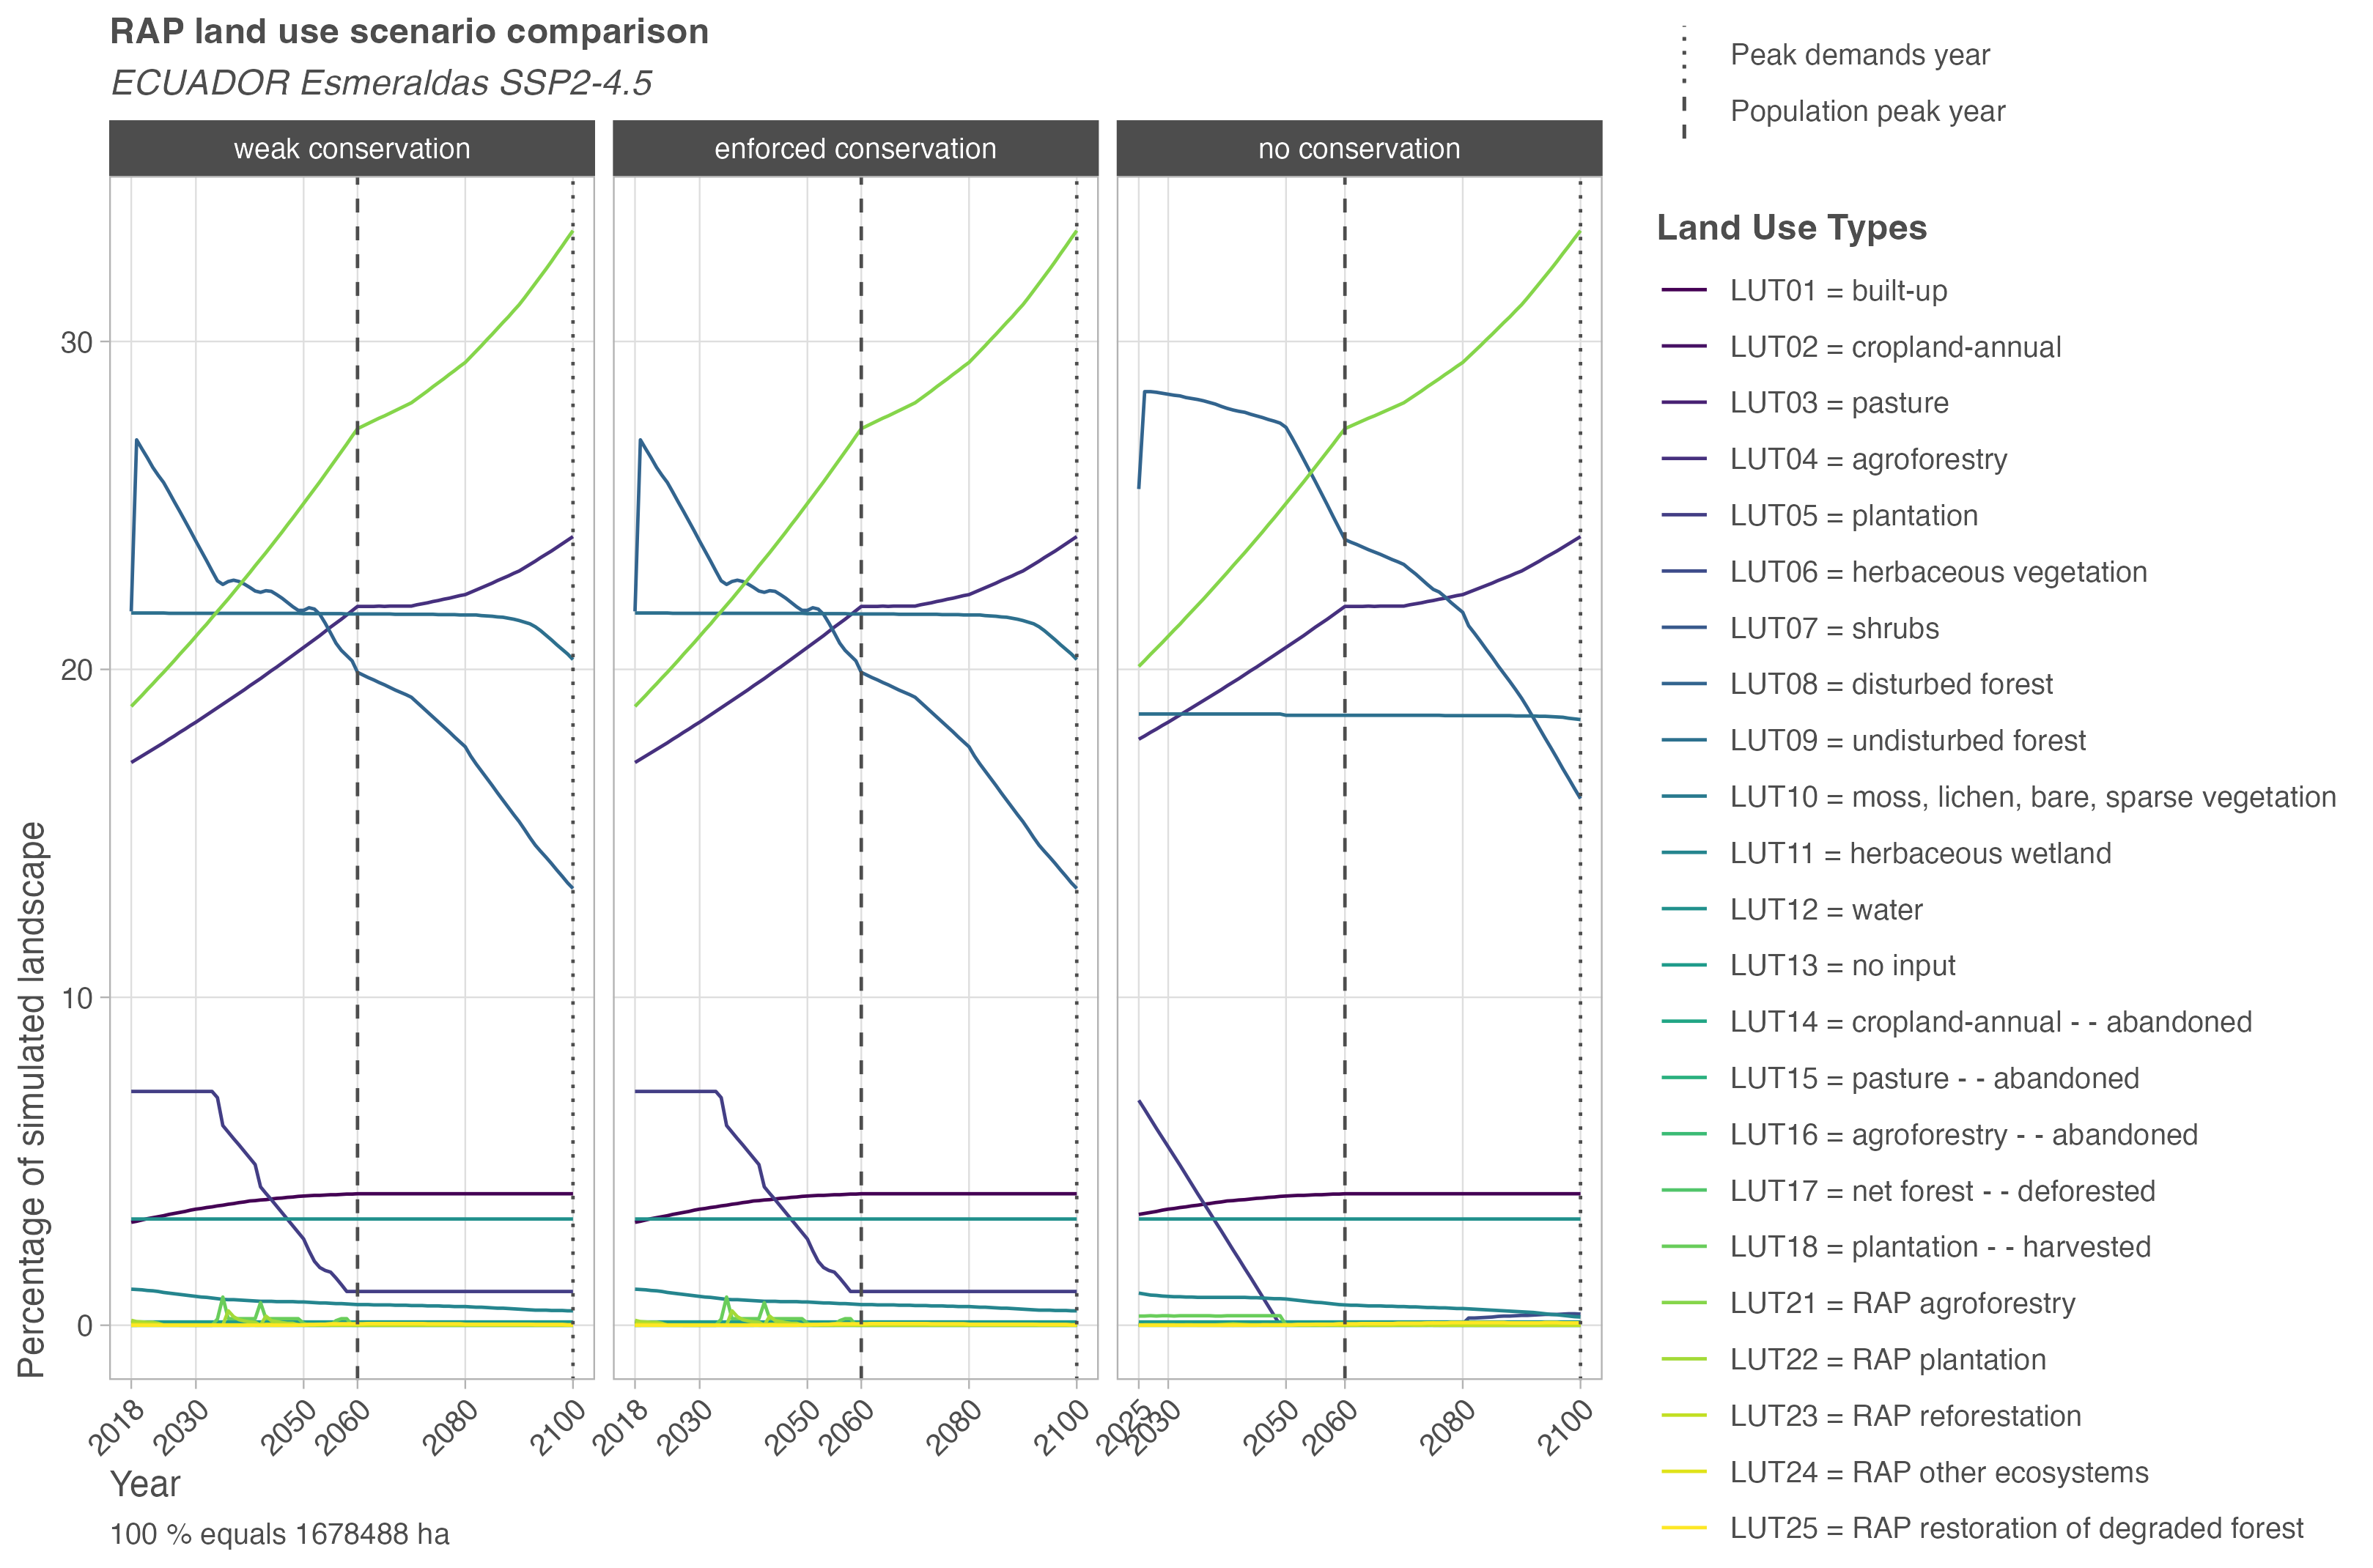 RAP land use scenario comparison
ECUADOR Esmeraldas SSP2-4.5
weak conservation
enforced conservation
no conservation
Percentage of simulated landscape
30
20
10
0
2018
2030
2050
2060
2080
2100
2018
2030
2050
2060
2080
2100
2025
2030
2050
2060
2080
2100
Year
100 % equals 1678488 ha
Peak demands year
Population peak year
Land Use Types
LUT01 = built-up
LUT02 = cropland-annual
LUT03 = pasture
LUT04 = agroforestry
LUT05 = plantation
LUT06 = herbaceous vegetation
LUT07 = shrubs
LUT08 = disturbed forest
LUT09 = undisturbed forest
LUT10 = moss, lichen, bare, sparse vegetation
LUT11 = herbaceous wetland
LUT12 = water
LUT13 = no input
LUT14 = cropland-annual - - abandoned
LUT15 = pasture - - abandoned
LUT16 = agroforestry - - abandoned
LUT17 = net forest - - deforested
LUT18 = plantation - - harvested
LUT21 = RAP agroforestry
LUT22 = RAP plantation
LUT23 = RAP reforestation
LUT24 = RAP other ecosystems
LUT25 = RAP restoration of degraded forest